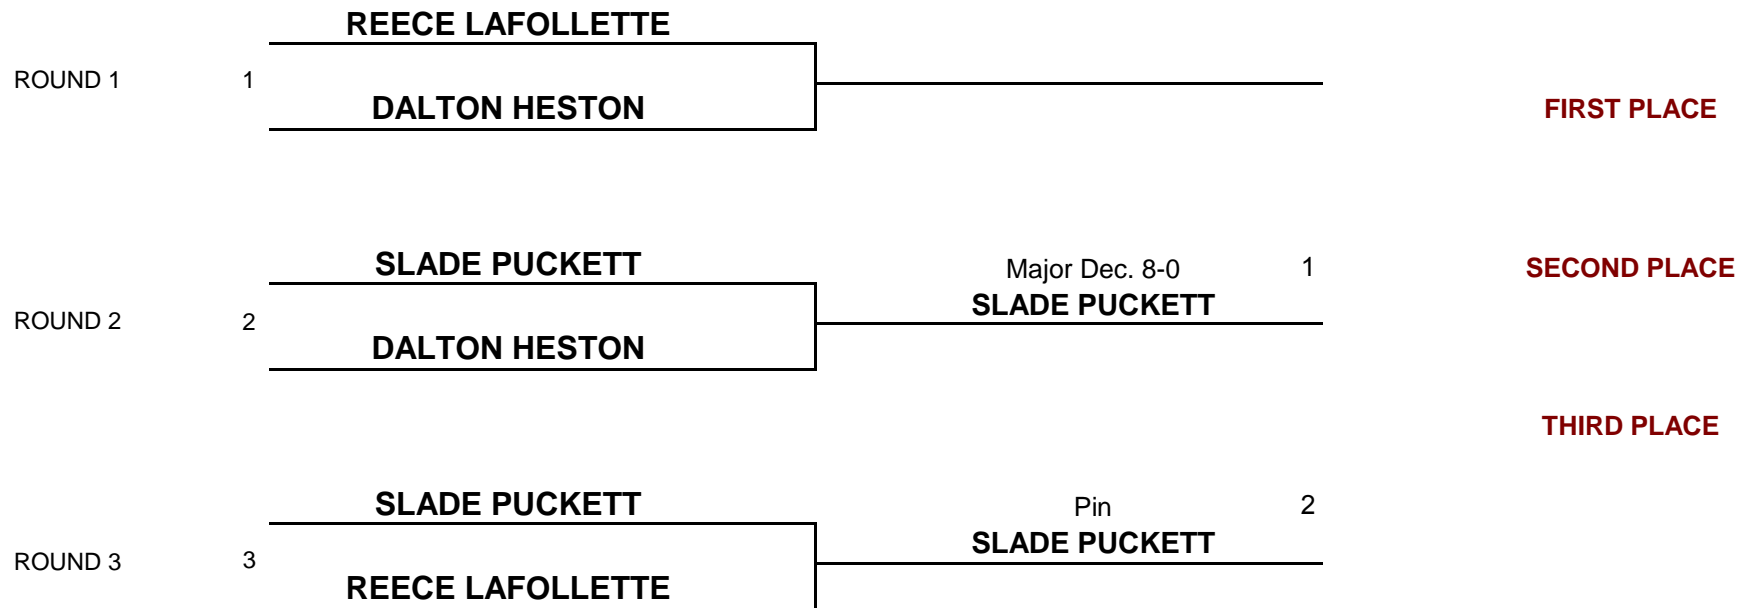 REECE LAFOLLETTE
ROUND 1 1
DALTON HESTON FIRST PLACE
SLADE PUCKETT Major Dec. 8-0 1 SECOND PLACE
SLADE PUCKETT
ROUND 2 2
DALTON HESTON
THIRD PLACE
SLADE PUCKETT Pin 2
SLADE PUCKETT
ROUND 3 3
REECE LAFOLLETTE